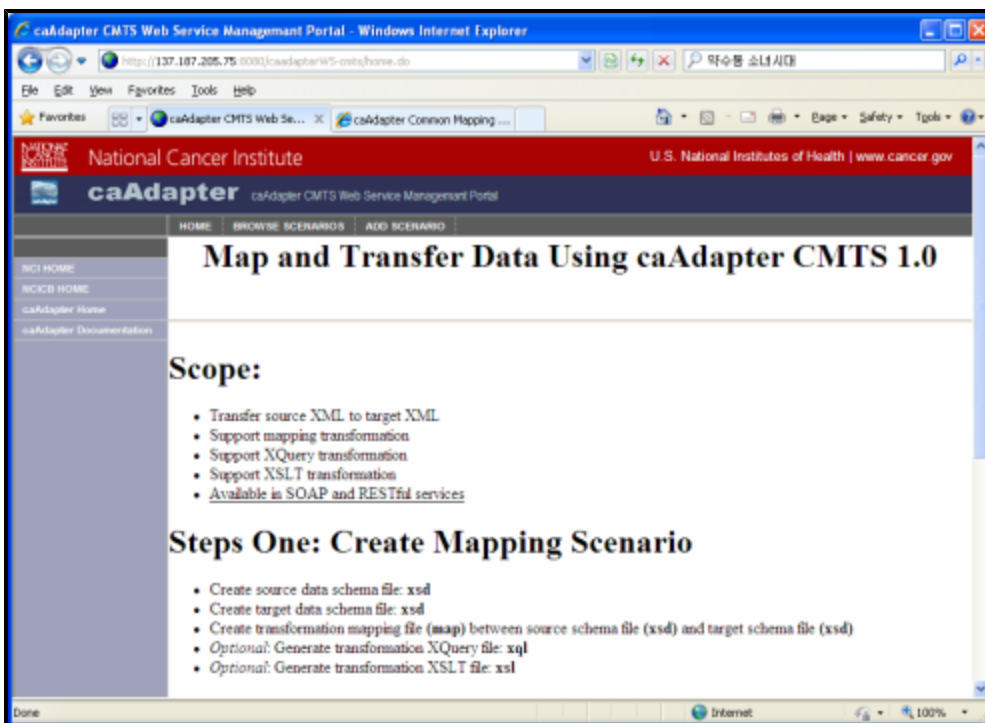 caAdapter CMTS Web Service Management Portal - Windows Internet Explorer
http://137.187.205.75:8080/caadapterWS-cmts/home.do
약수동 소녀시대
File Edit View Favorites Tools Help
Favorites
caAdapter CMTS Web Se... X
caAdapter Common Mapping ...
Page Safety Tools
National Cancer Institute
U.S. National Institutes of Health | www.cancer.gov
caAdapter caAdapter CMTS Web Service Management Portal
HOME BROWSE SCENARIOS ADD SCENARIO
NCI HOME
NCICB HOME
caAdapter Home
caAdapter Documentation
Map and Transfer Data Using caAdapter CMTS 1.0
Scope:
• Transfer source XML to target XML
• Support mapping transformation
• Support XQuery transformation
• Support XSLT transformation
• Available in SOAP and RESTful services
Steps One: Create Mapping Scenario
• Create source data schema file: xsd
• Create target data schema file: xsd
• Create transformation mapping file (map) between source schema file (xsd) and target schema file (xsd)
• Optional: Generate transformation XQuery file: xql
• Optional: Generate transformation XSLT file: xsl
Done
Internet
100%